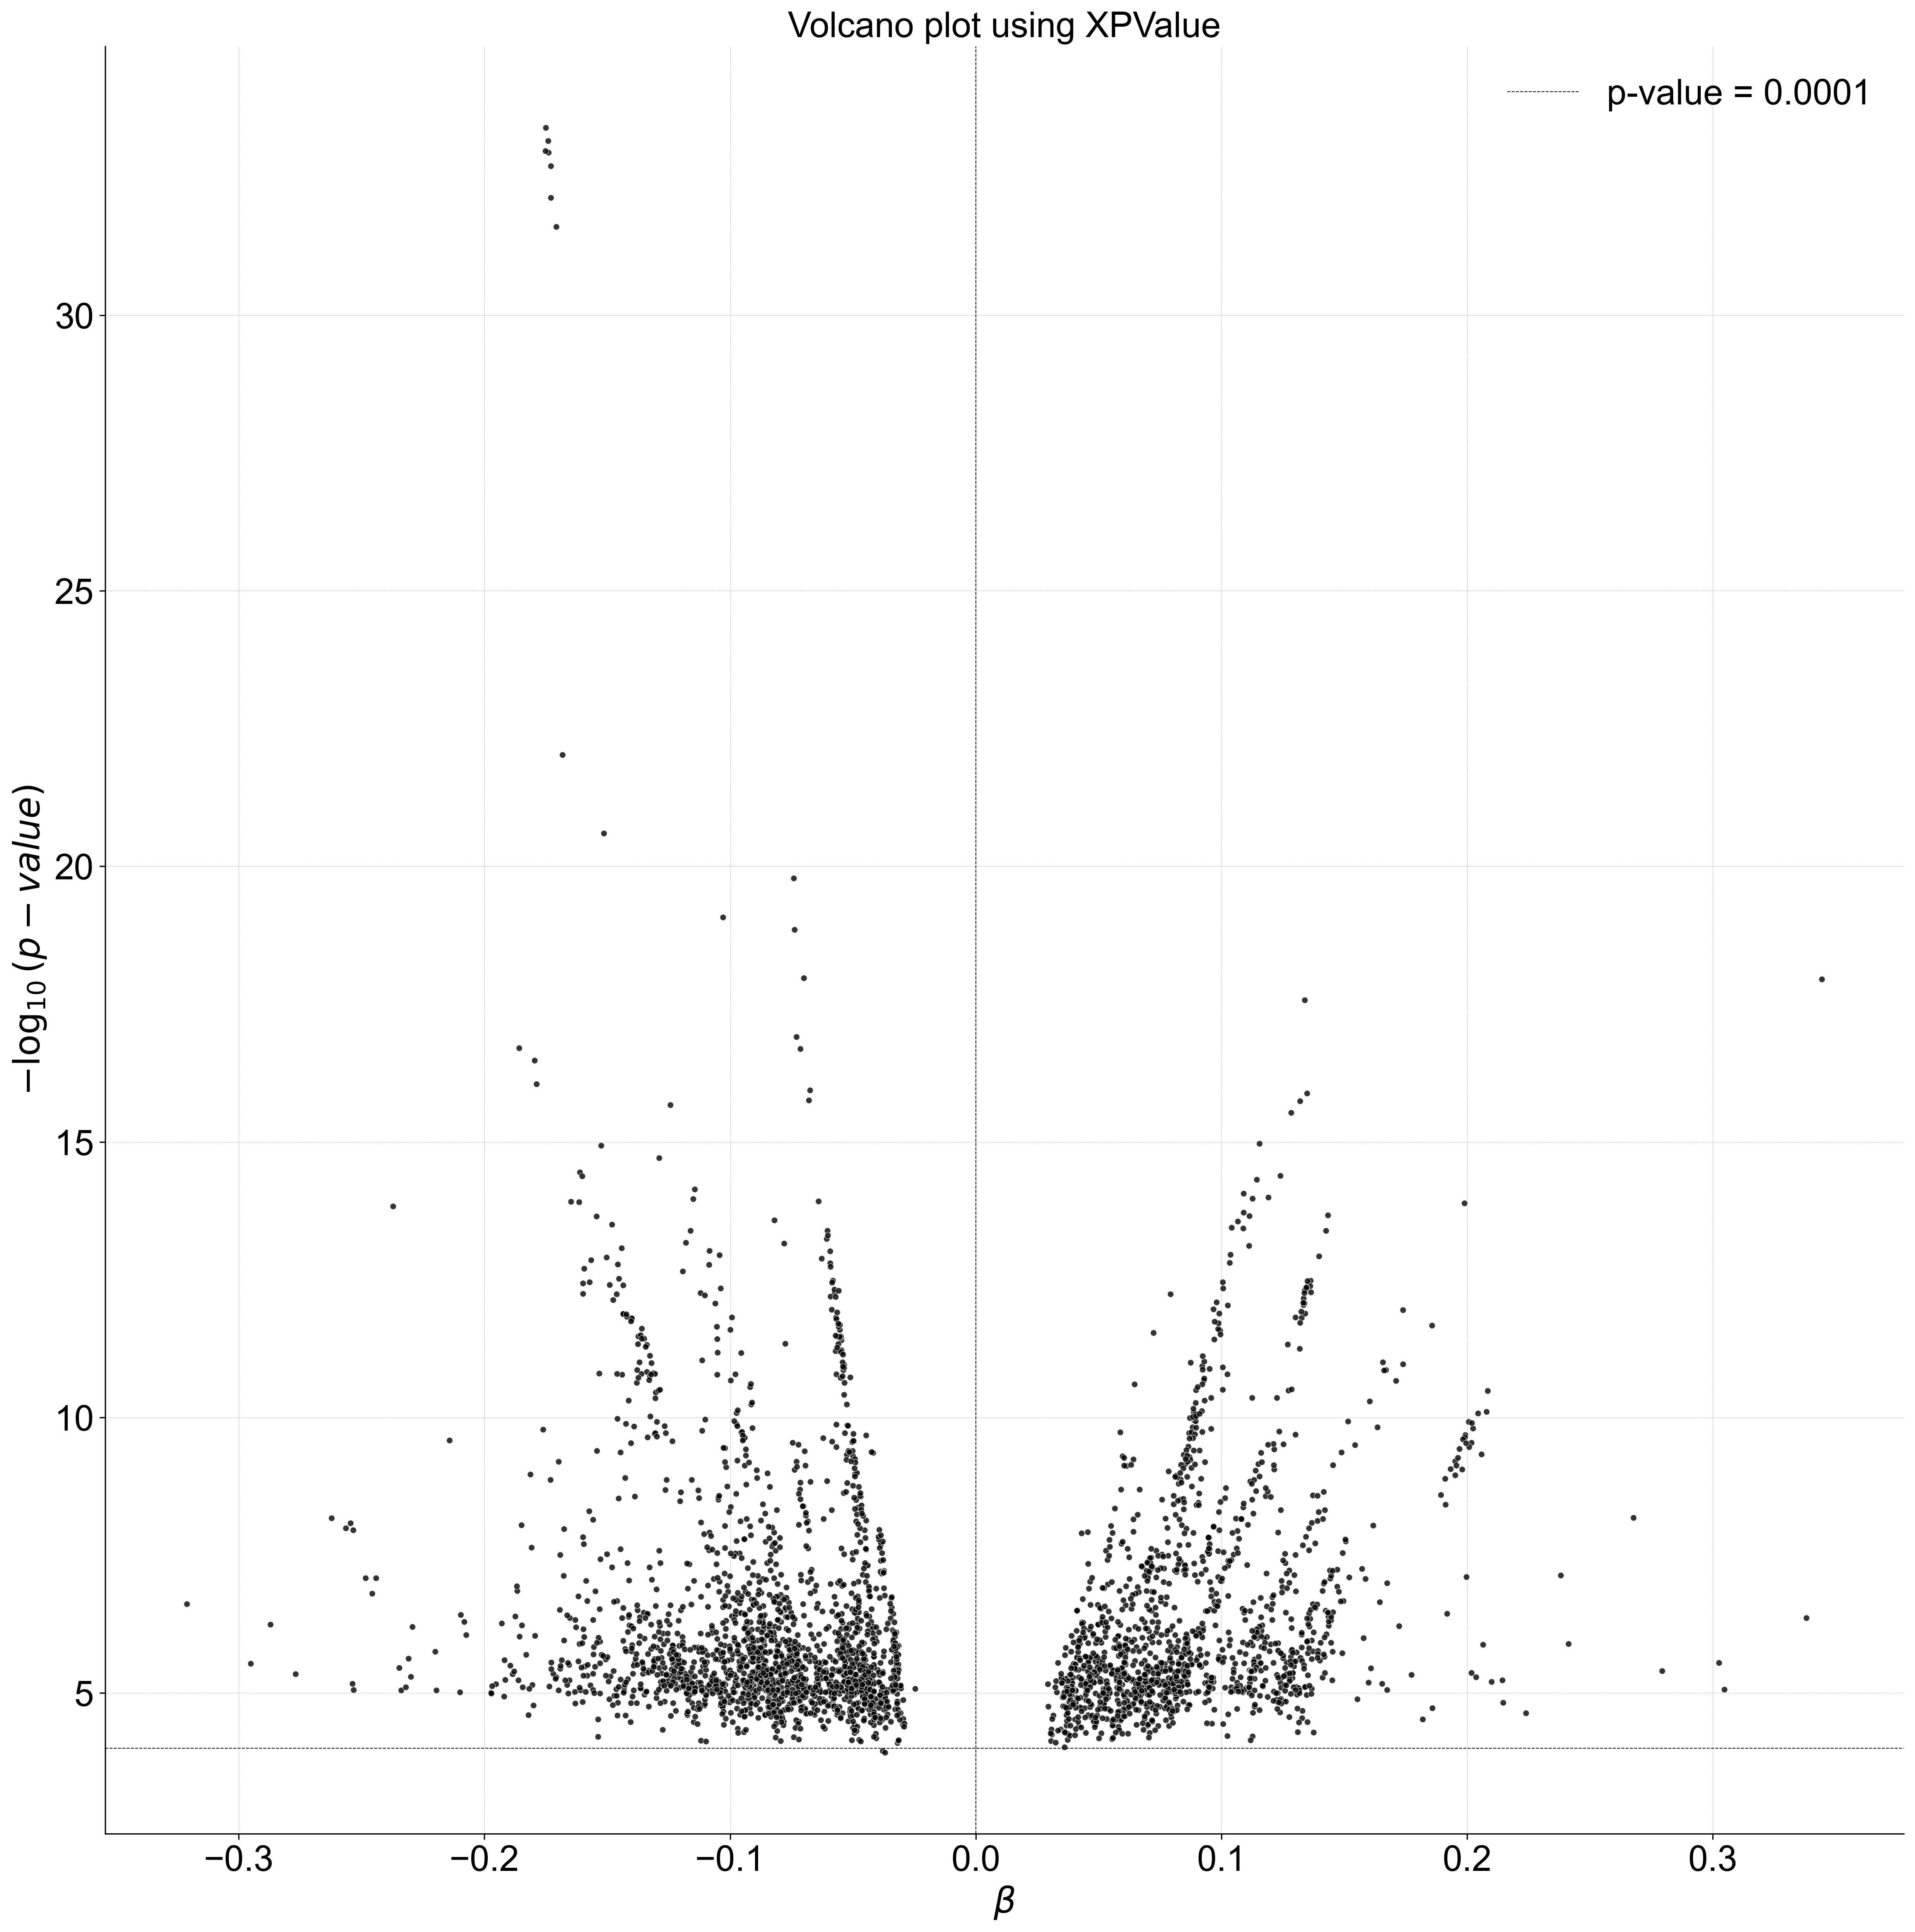 Volcano plot using XPValue
p-value = 0.0001
30
25
20
15
10
5
−log₁₀ (p − value)
−0.3 −0.2 −0.1 0.0 0.1 0.2 0.3
β